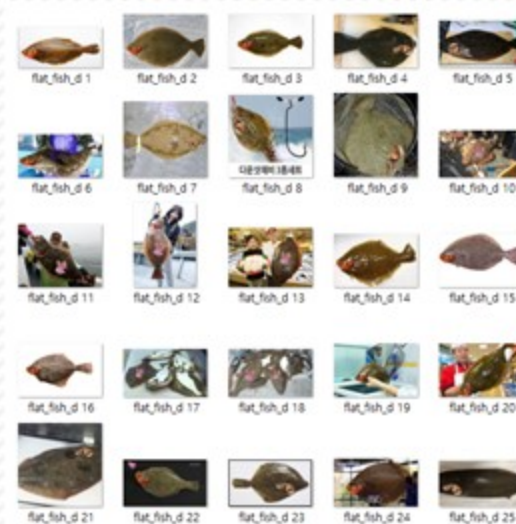 flat_fish_d 1
flat_fish_d 2
flat_fish_d 3
flat_fish_d 4
flat_fish_d 5
flat_fish_d 6
flat_fish_d 7
flat_fish_d 8
flat_fish_d 9
flat_fish_d 10
flat_fish_d 11
flat_fish_d 12
flat_fish_d 13
flat_fish_d 14
flat_fish_d 15
flat_fish_d 16
flat_fish_d 17
flat_fish_d 18
flat_fish_d 19
flat_fish_d 20
flat_fish_d 21
flat_fish_d 22
flat_fish_d 23
flat_fish_d 24
flat_fish_d 25